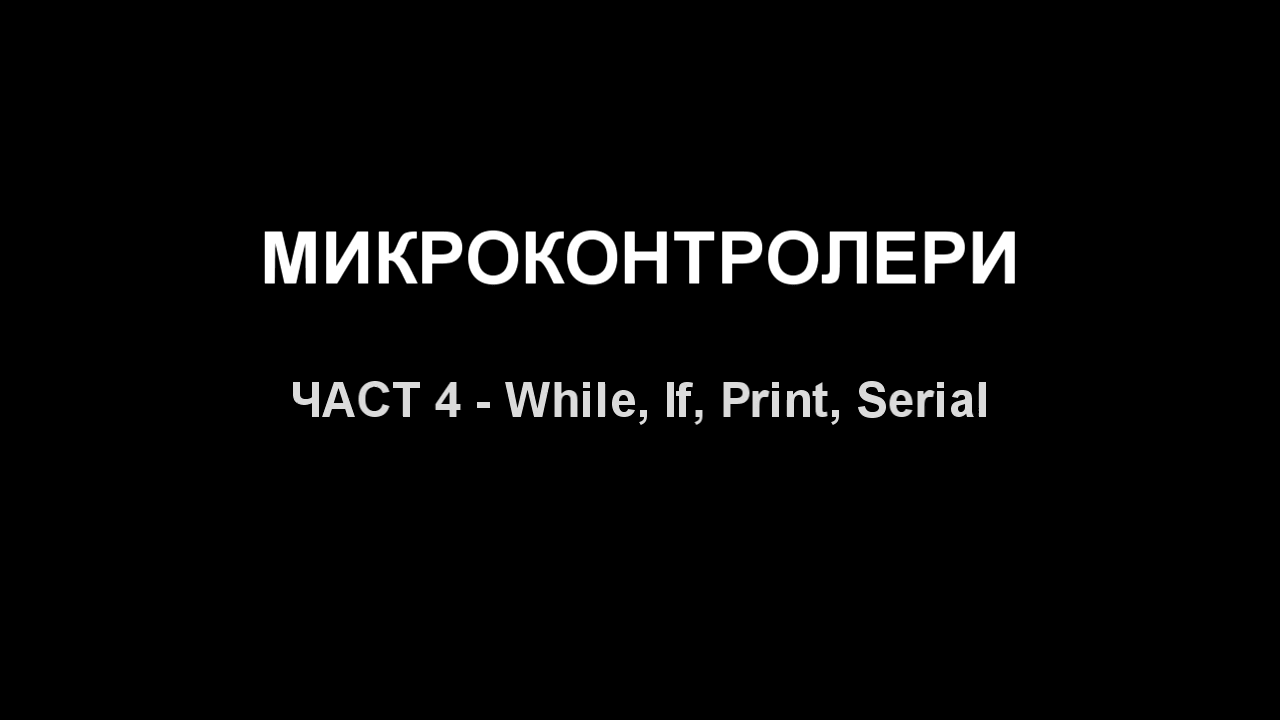 МИКРОКОНТРОЛЕРИ
ЧАСТ 4 - While, If, Print, Serial